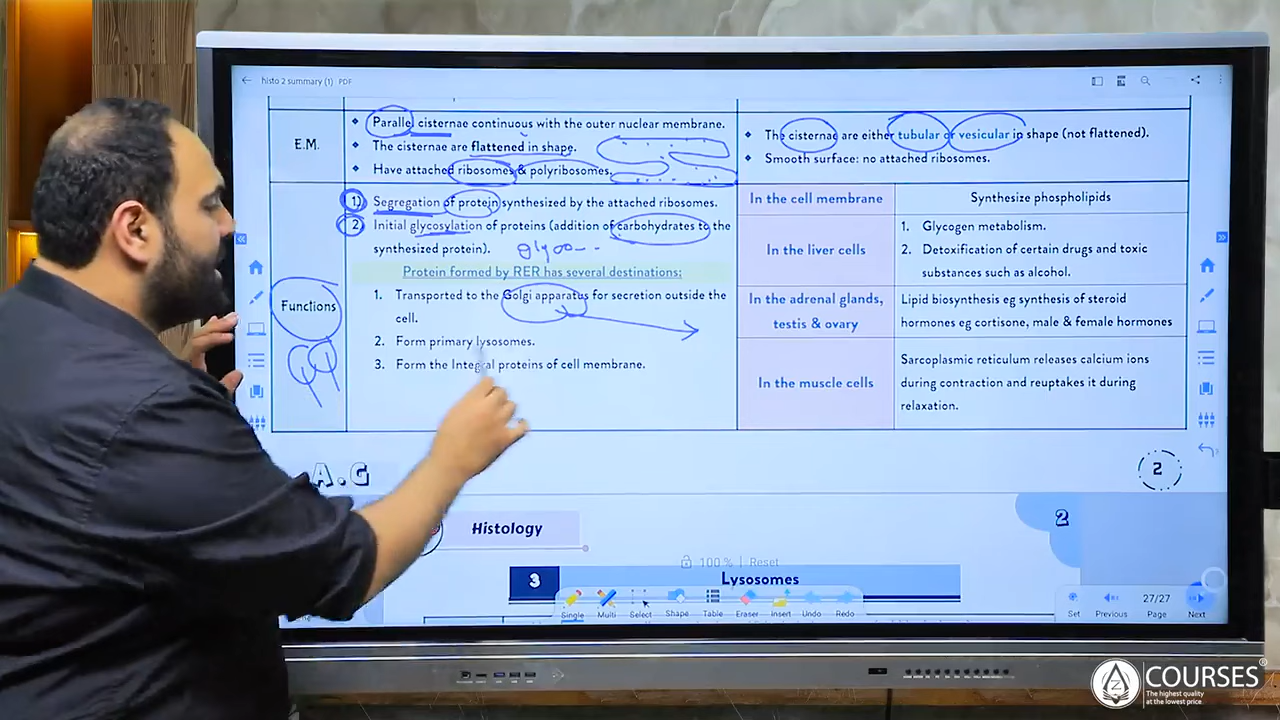 histo 2 summary (1) PDF
E.M.
Parallel cisternae continuous with the outer nuclear membrane.
The cisternae are flattened in shape.
Have attached ribosomes & polyribosomes.
The cisternae are either tubular or vesicular in shape (not flattened).
Smooth surface: no attached ribosomes.
Functions
1) Segregation of protein synthesized by the attached ribosomes.
2) Initial glycosylation of proteins (addition of carbohydrates to the
synthesized protein).
glyco--
Protein formed by RER has several destinations:
1. Transported to the Golgi apparatus for secretion outside the
cell.
2. Form primary lysosomes.
3. Form the Integral proteins of cell membrane.
In the cell membrane
Synthesize phospholipids
In the liver cells
1. Glycogen metabolism.
2. Detoxification of certain drugs and toxic
substances such as alcohol.
In the adrenal glands,
testis & ovary
Lipid biosynthesis eg synthesis of steroid
hormones eg cortisone, male & female hormones
In the muscle cells
Sarcoplasmic reticulum releases calcium ions
during contraction and reuptakes it during
relaxation.
A.G
2
Histology
2
100% | Reset
3
Lysosomes
Single
Multi
Select
Shape
Table
Eraser
Insert
Undo
Redo
Set
Previous
27/27
Page
Next
COURSES®
The highest quality
at the lowest price